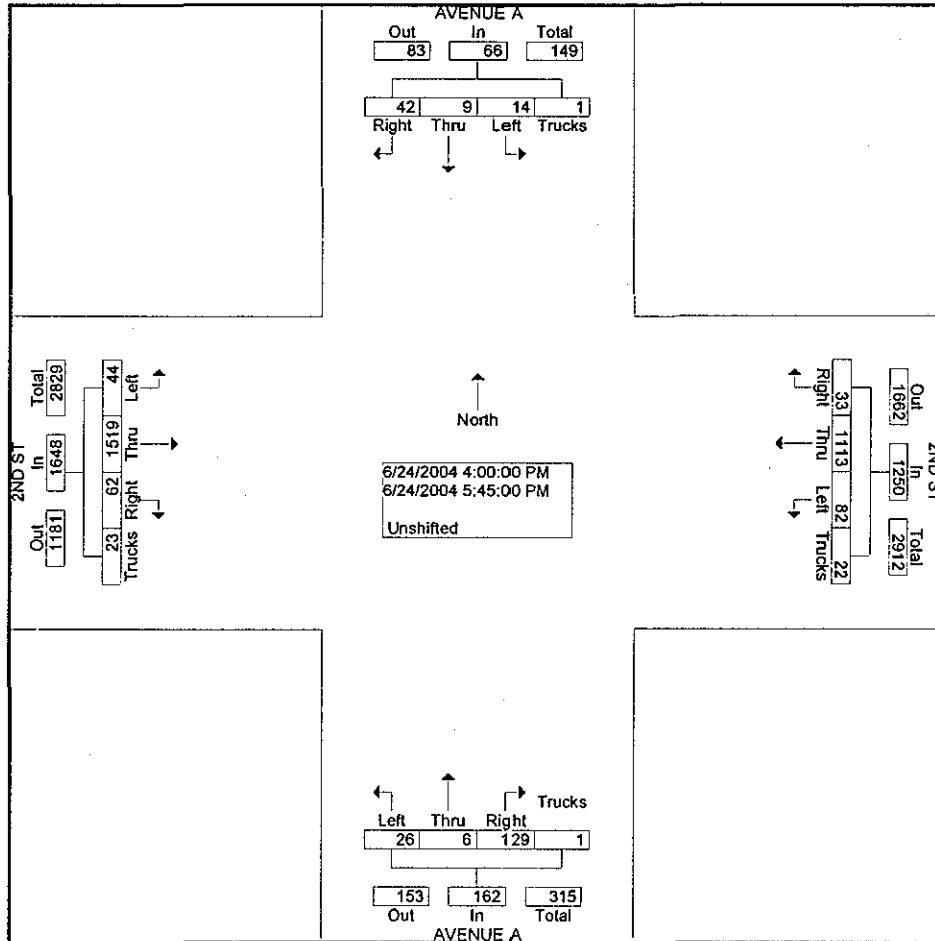 AVENUE A
Out In Total
83 66 149
42 9 14 1
Right Thru Left Trucks
2ND ST
Total In Out
2829 1648 1181
44 1519 62 23
Left Thru Right Trucks
North
6/24/2004 4:00:00 PM
6/24/2004 5:45:00 PM
Unshifted
Right Thru Left Trucks
33 1113 82 22
Out In Total
1662 1250 2912
2ND ST
Left Thru Right Trucks
26 6 129 1
153 162 315
Out In Total
AVENUE A